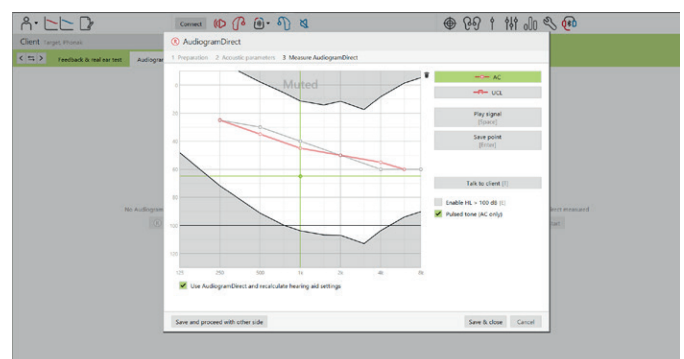 Connect
Client Target, Phonak
Feedback & real ear test
AudiogramDirect
1 Preparation 2 Acoustic parameters 3 Measure AudiogramDirect
Muted
AC
UCL
Play signal
[Space]
Save point
[Enter]
Talk to client [T]
Enable HL > 100 dB [E]
Pulsed tone (AC only)
0
20
40
60
80
100
120
125 250 500 1k 2k 4k 8k
Use AudiogramDirect and recalculate hearing aid settings
Save and proceed with other side
Save & close
Cancel